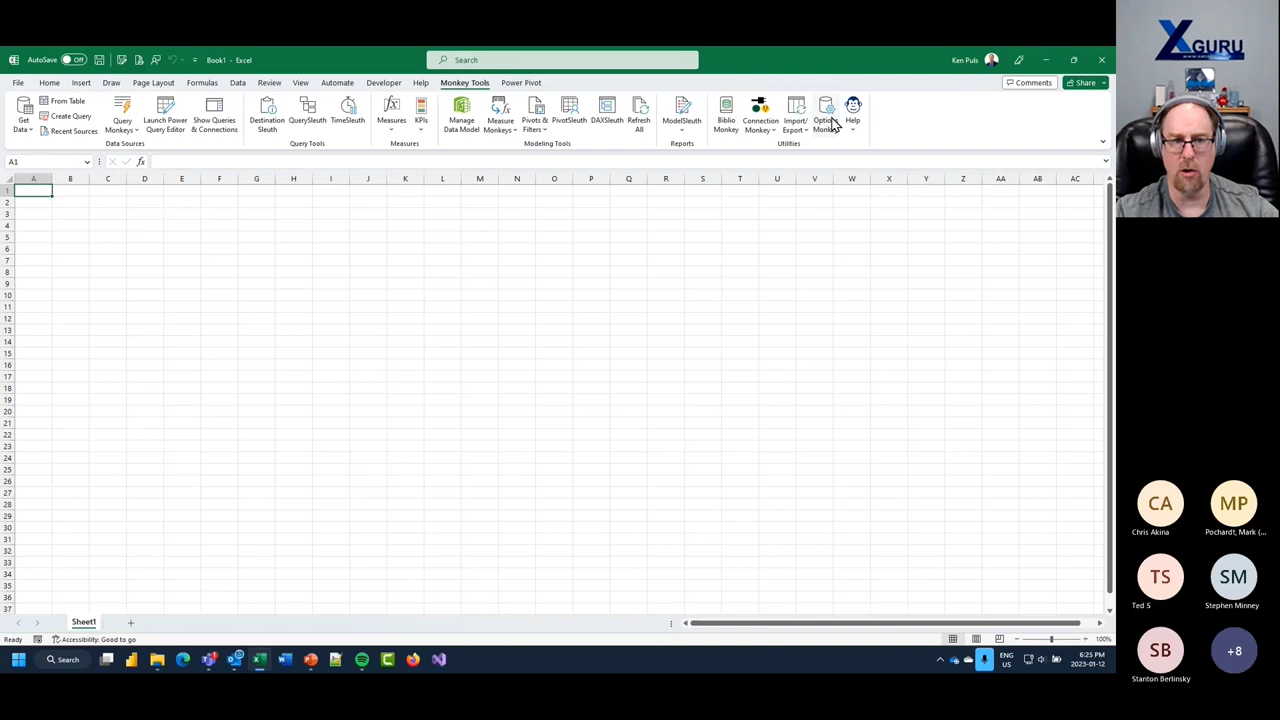 XGURU
AutoSave Off Book1 - Excel Search Ken Puls
File Home Insert Draw Page Layout Formulas Data Review View Automate Developer Help Monkey Tools Power Pivot Comments Share
Get Data From Table Create Query Recent Sources
Query Monkeys Launch Power Query Editor Show Queries & Connections
Destination Sleuth QuerySleuth TimeSleuth
Measures KPIs
Manage Data Model Measure Monkeys Pivots & Filters PivotSleuth DAXSleuth Refresh All
ModelSleuth
Biblio Monkey Connection Monkey Import/ Export Help
Data Sources Query Tools Measures Modeling Tools Reports Utilities
A1 fx
A B C D E F G H I J K L M N O P Q R S T U V W X Y Z AA AB AC
1
2
3
4
5
6
7
8
9
10
11
12
13
14
15
16
17
18
19
20
21
22
23
24
25
26
27
28
29
30
31
32
33
34
35
36
37
Sheet1
Ready Accessibility: Good to go 100%
Search ENG US 6:25 PM 2023-01-12
CA MP
Chris Akina Pochardt, Mark (...
TS SM
Ted S Stephen Minney
SB +8
Stanton Berlinsky